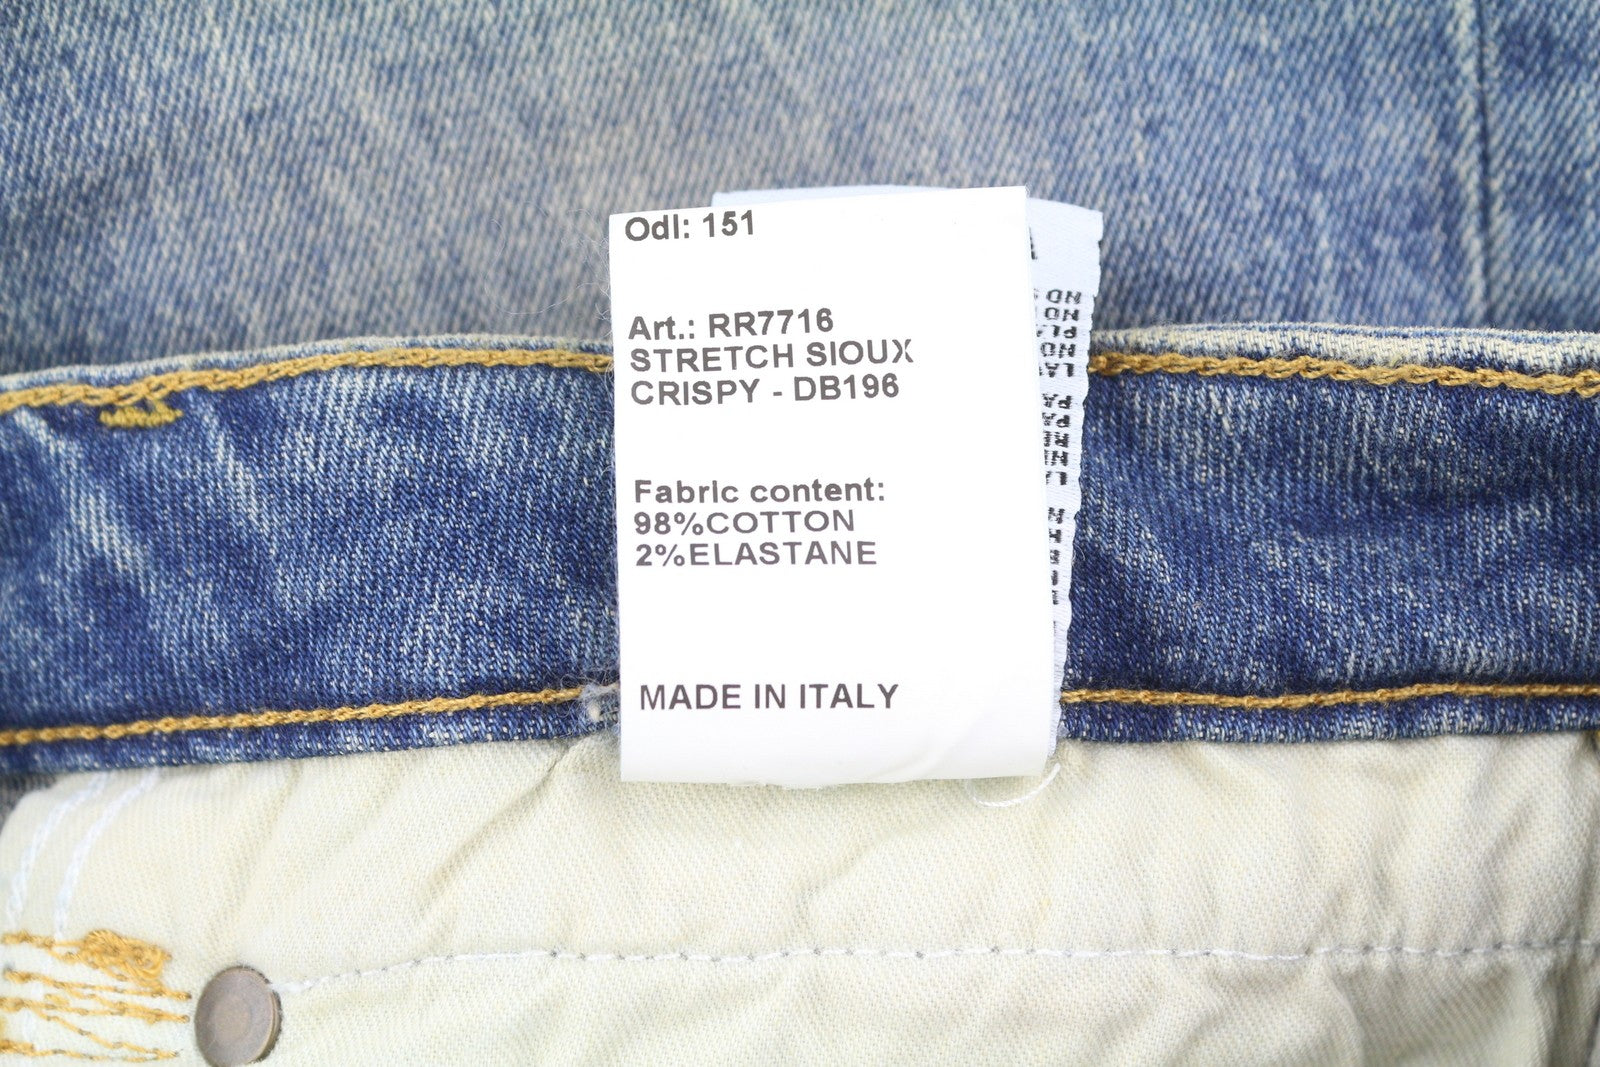 Odl: 151
Art.: RR7716
STRETCH SIOUX
CRISPY - DB196
Fabric content:
98%COTTON
2%ELASTANE
MADE IN ITALY